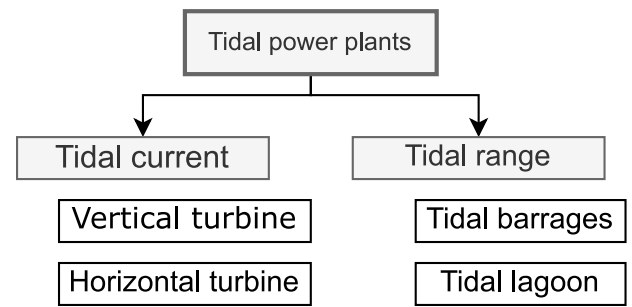 Tidal power plants
Tidal current
Tidal range
Vertical turbine
Tidal barrages
Horizontal turbine
Tidal lagoon